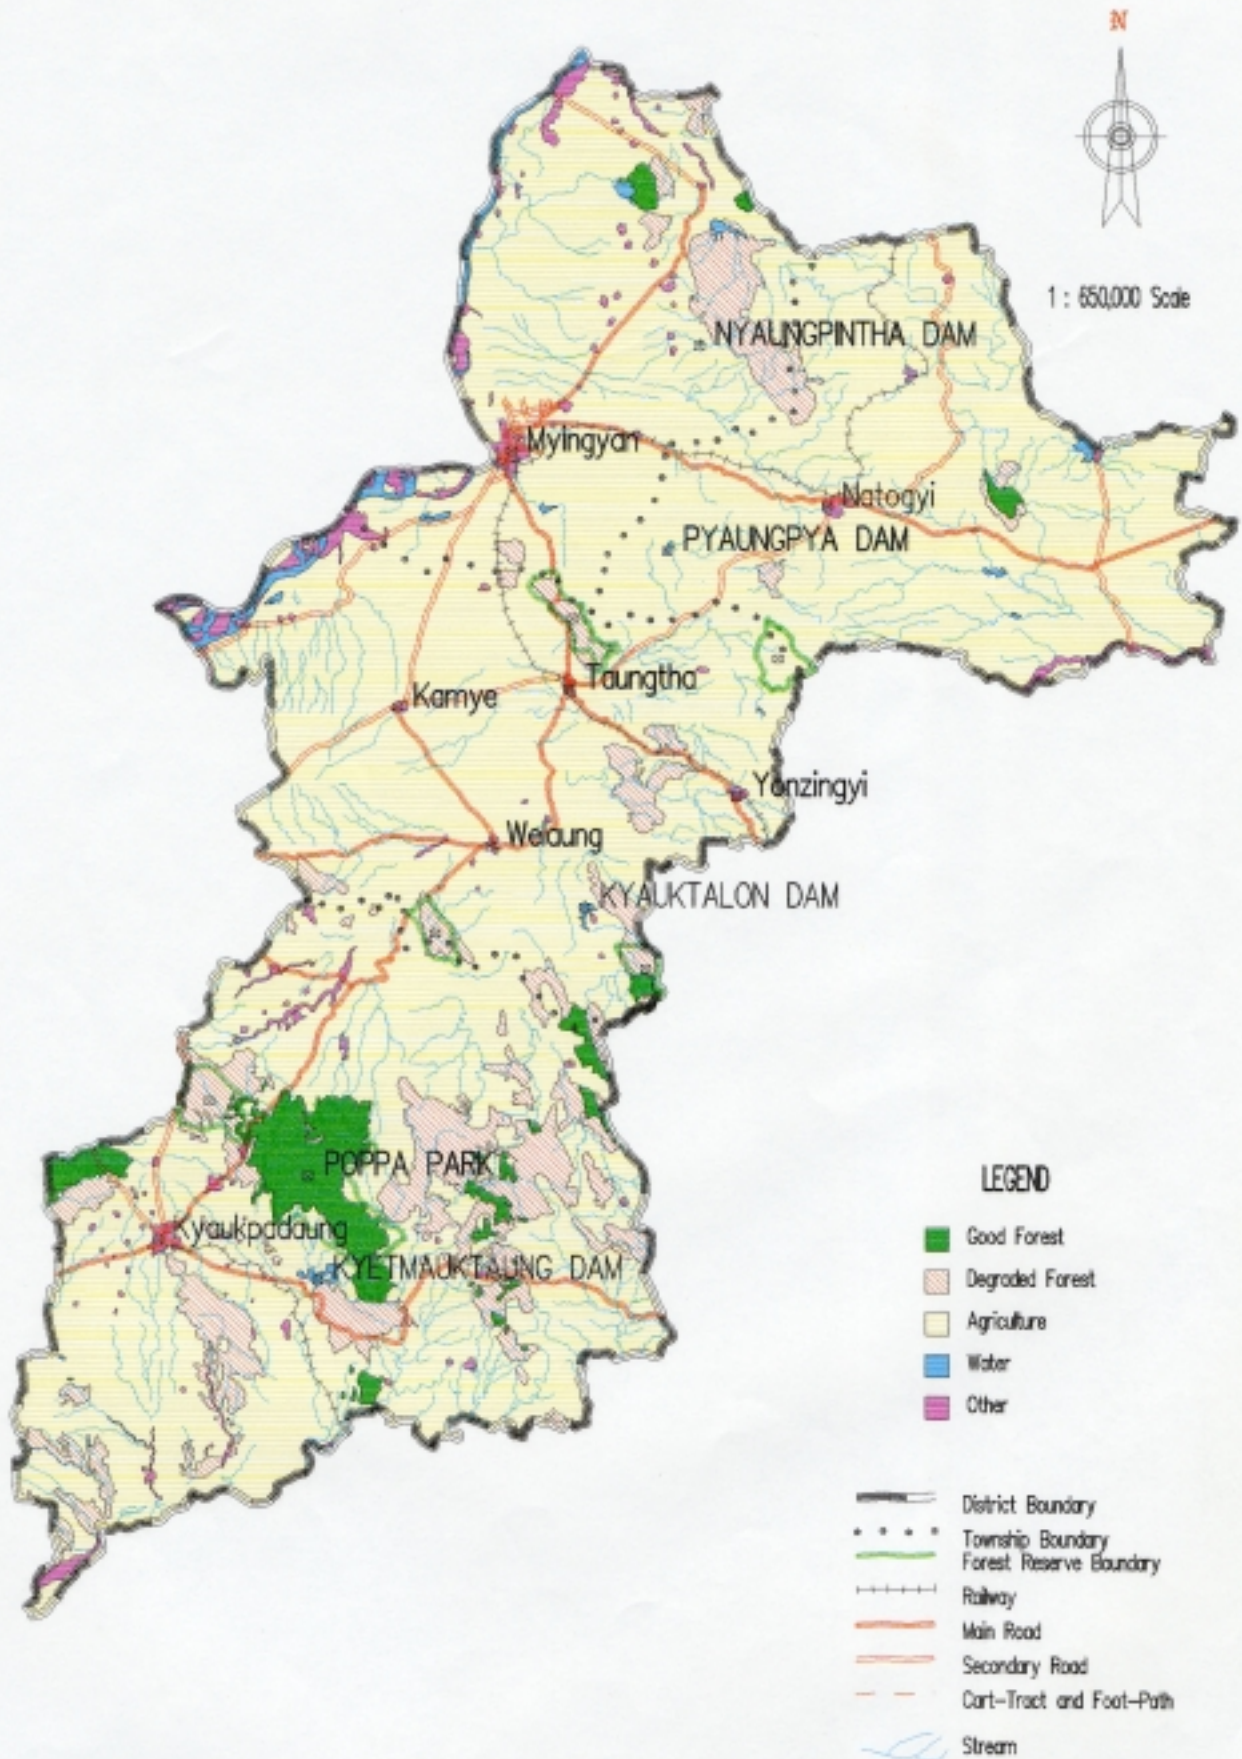 N
1 : 650,000 Scale
NYAUNGPINTHA DAM
Myingyan
Natogyi
PYAUNGPYA DAM
Taungtha
Kamye
Yonzingyi
Welaung
KYAUKTALON DAM
POPPA PARK
Kyaukpadaung
KYETMAUKTAUNG DAM
LEGEND
Good Forest
Degraded Forest
Agriculture
Water
Other
District Boundary
Township Boundary
Forest Reserve Boundary
Railway
Main Road
Secondary Road
Cart-Tract and Foot-Path
Stream